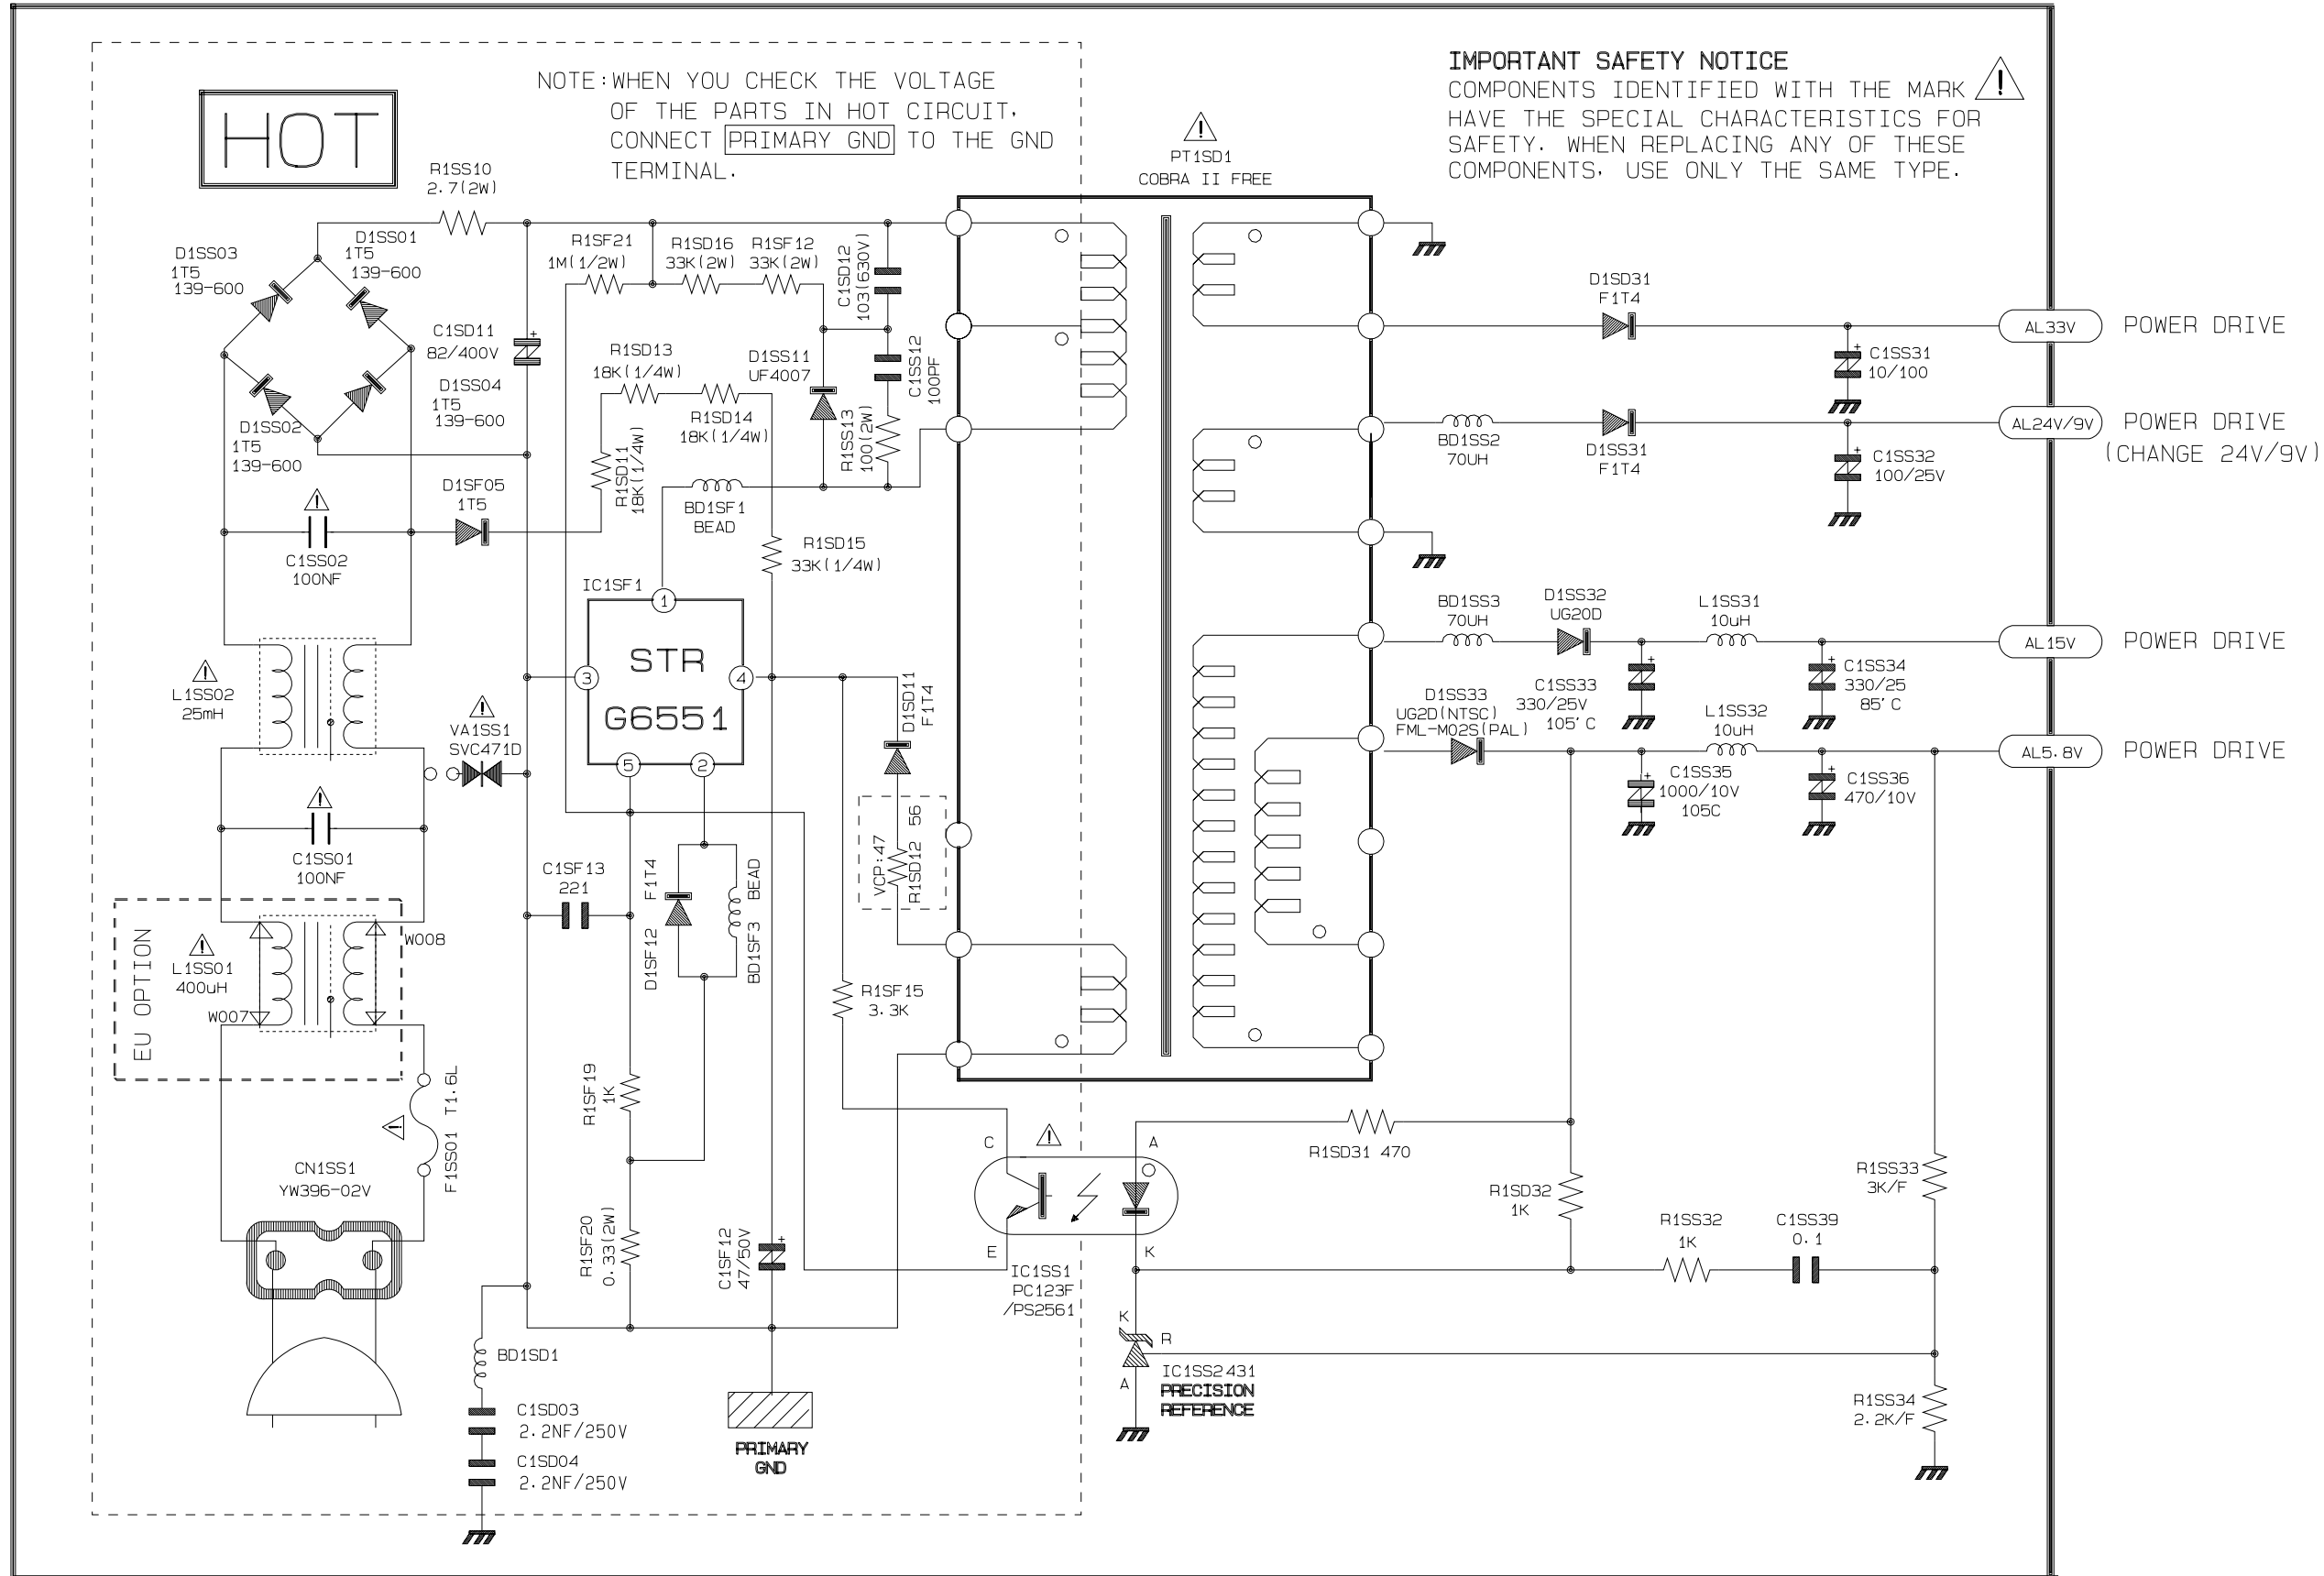 HOT
NOTE:WHEN YOU CHECK THE VOLTAGE
OF THE PARTS IN HOT CIRCUIT,
CONNECT PRIMARY GND TO THE GND
TERMINAL.
IMPORTANT SAFETY NOTICE
COMPONENTS IDENTIFIED WITH THE MARK
HAVE THE SPECIAL CHARACTERISTICS FOR
SAFETY. WHEN REPLACING ANY OF THESE
COMPONENTS, USE ONLY THE SAME TYPE.
PT1SD1
COBRA II FREE
R1SS10
2.7(2W)
D1SS03
1T5
139-600
D1SS01
1T5
139-600
C1SD11
82/400V
D1SS04
1T5
139-600
D1SS02
1T5
139-600
R1SF21
1M(1/2W)
R1SD16
33K(2W)
R1SF12
33K(2W)
C1SD12
103(630V)
R1SD13
18K(1/4W)
D1SS11
UF4007
C1SS12
100PF
R1SD14
18K(1/4W)
R1SS13
100(2W)
R1SD11
18K(1/4W)
D1SF05
1T5
BD1SF1
BEAD
C1SS02
100NF
R1SD15
33K(1/4W)
IC1SF1
1
STR
G6551
3
4
5
2
L1SS02
25mH
VA1SS1
SVC471D
D1SD11
F1T4
C1SS01
100NF
VCP:47
R1SD12 56
C1SF13
221
D1SF12 F1T4
BD1SF3 BEAD
EU OPTION
L1SS01
400uH
W008
W007
R1SF15
3.3K
F1SS01 T1.6L
R1SF19
1K
CN1SS1
YW396-02V
R1SF20
0.33(2W)
C1SF12
47/50V
BD1SD1
C1SD03
2.2NF/250V
C1SD04
2.2NF/250V
PRIMARY
GND
C
A
E
K
IC1SS1
PC123F
/PS2561
K
R
A
IC1SS2 431
PRECISION
REFERENCE
D1SD31
F1T4
AL33V
POWER DRIVE
C1SS31
10/100
BD1SS2
70UH
D1SS31
F1T4
AL24V/9V
POWER DRIVE
(CHANGE 24V/9V)
C1SS32
100/25V
BD1SS3
70UH
D1SS32
UG20D
L1SS31
10uH
AL15V
POWER DRIVE
C1SS33
330/25V
105'C
C1SS34
330/25
85'C
D1SS33
UG2D(NTSC)
FML-M02S(PAL)
L1SS32
10uH
AL5.8V
POWER DRIVE
C1SS35
1000/10V
105C
C1SS36
470/10V
R1SD31 470
R1SD32
1K
R1SS33
3K/F
R1SS32
1K
C1SS39
0.1
R1SS34
2.2K/F